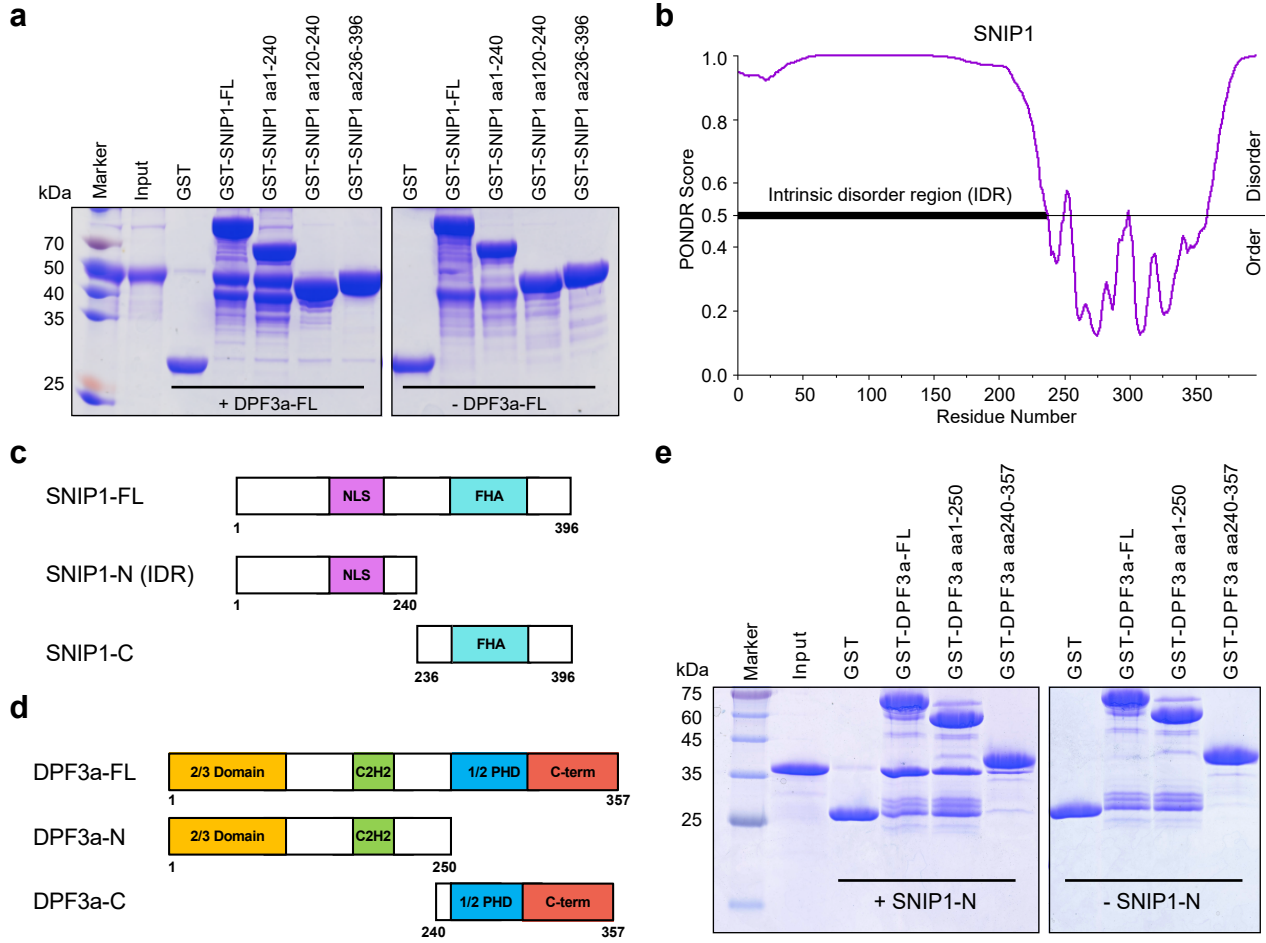 a
kDa
Marker
Input
GST
GST-SNIP1-FL
GST-SNIP1 aa1-240
GST-SNIP1 aa120-240
GST-SNIP1 aa236-396
GST
GST-SNIP1-FL
GST-SNIP1 aa1-240
GST-SNIP1 aa120-240
GST-SNIP1 aa236-396
70
50
40
35
25
+ DPF3a-FL
- DPF3a-FL
b
SNIP1
PONDR Score
1.0
0.8
0.6
0.5
0.4
0.2
0.0
Intrinsic disorder region (IDR)
Disorder
Order
0
50
100
150
200
250
300
350
Residue Number
c
SNIP1-FL
NLS
FHA
1
396
SNIP1-N (IDR)
NLS
1
240
SNIP1-C
FHA
236
396
d
DPF3a-FL
2/3 Domain
C2H2
1/2 PHD
C-term
1
357
DPF3a-N
2/3 Domain
C2H2
1
250
DPF3a-C
1/2 PHD
C-term
240
357
e
kDa
Marker
Input
GST
GST-DPF3a-FL
GST-DPF3a aa1-250
GST-DPF3a aa240-357
GST
GST-DPF3a-FL
GST-DPF3a aa1-250
GST-DPF3a aa240-357
75
60
45
35
25
+ SNIP1-N
- SNIP1-N